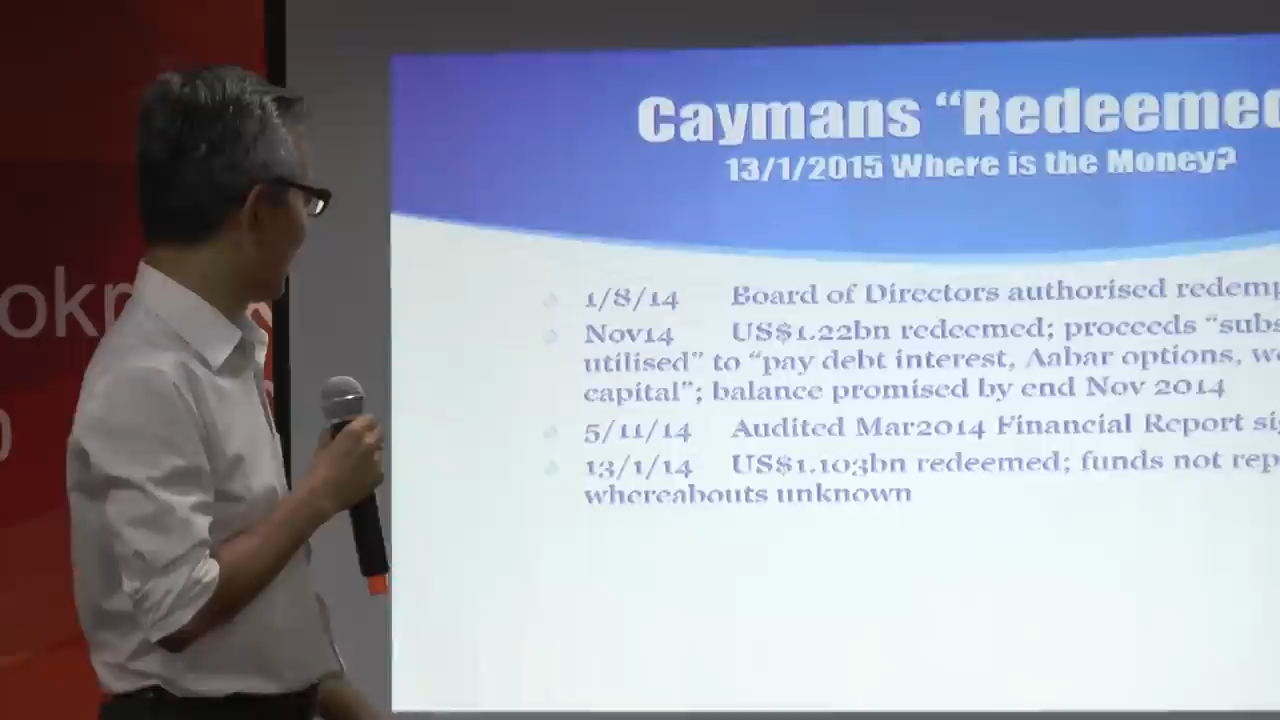 Caymans “Redeemed
13/1/2015 Where is the Money?
1/8/14 Board of Directors authorised redemp
Nov14 US$1.22bn redeemed; proceeds “subs
utilised” to “pay debt interest, Aabar options, wo
capital”; balance promised by end Nov 2014
5/11/14 Audited Mar2014 Financial Report sig
13/1/14 US$1.103bn redeemed; funds not rep
whereabouts unknown